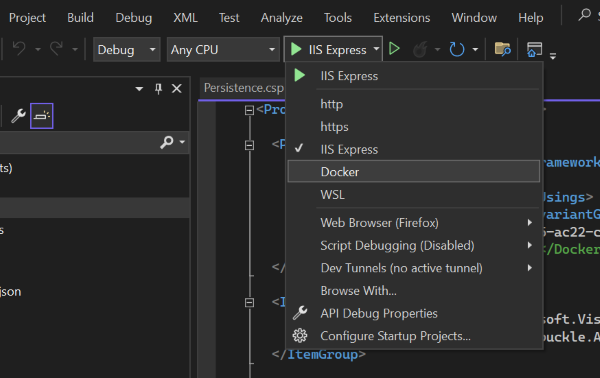 Project Build Debug XML Test Analyze Tools Extensions Window Help
Debug Any CPU IIS Express
IIS Express
Persistence.csp
http
https
IIS Express
Docker
WSL
Web Browser (Firefox)
Script Debugging (Disabled)
Dev Tunnels (no active tunnel)
Browse With...
API Debug Properties
Configure Startup Projects...
<Pro
<P
ramework
Usings>
variantG
5-ac22-c
</Docker
</
<I
soft.Vis
uckle.A
</ItemGroup>
ts)
s
json